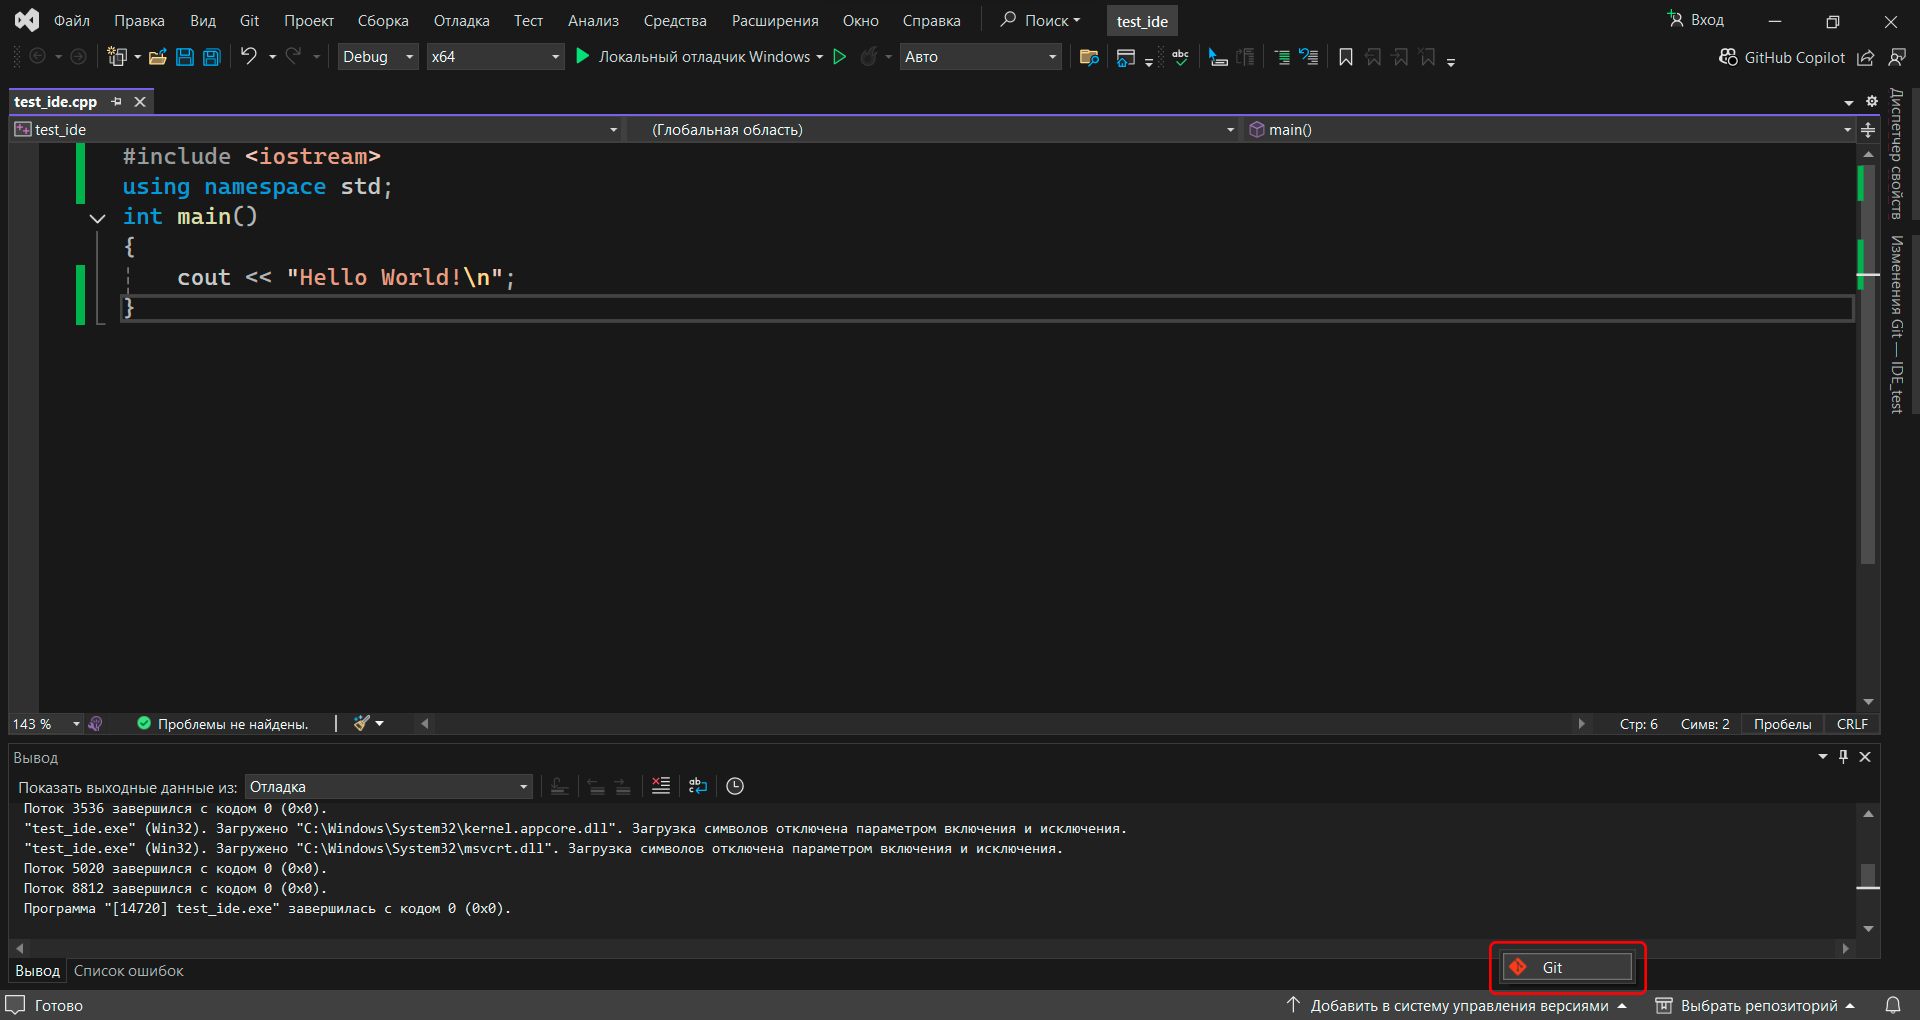 Файл Правка Вид Git Проект Сборка Отладка Тест Анализ Средства Расширения Окно Справка Поиск test_ide Вход
Debug x64 Локальный отладчик Windows Авто abc GitHub Copilot
test_ide.cpp
test_ide (Глобальная область) main()
#include <iostream>
using namespace std;
int main()
{
cout << "Hello World!\n";
}
Диспетчер свойств
Изменения Git — IDE_test
143 % Проблемы не найдены. Стр: 6 Симв: 2 Пробелы CRLF
Вывод
Показать выходные данные из: Отладка
Поток 3536 завершился с кодом 0 (0x0).
"test_ide.exe" (Win32). Загружено "C:\Windows\System32\kernel.appcore.dll". Загрузка символов отключена параметром включения и исключения.
"test_ide.exe" (Win32). Загружено "C:\Windows\System32\msvcrt.dll". Загрузка символов отключена параметром включения и исключения.
Поток 5020 завершился с кодом 0 (0x0).
Поток 8812 завершился с кодом 0 (0x0).
Программа "[14720] test_ide.exe" завершилась с кодом 0 (0x0).
Вывод Список ошибок
Git
Готово Добавить в систему управления версиями Выбрать репозиторий